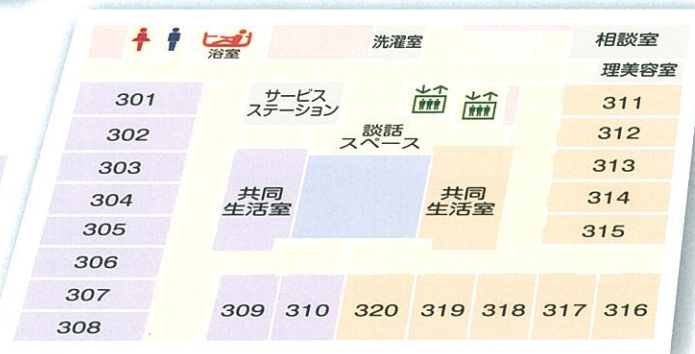 浴室
洗濯室
相談室
理美容室
サービス
ステーション
談話
スペース
共同
生活室
共同
生活室
301
302
303
304
305
306
307
308
309
310
320
319
318
317
316
311
312
313
314
315